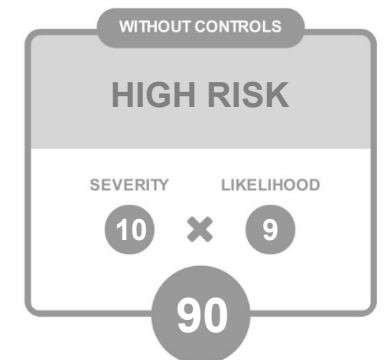 WITHOUT CONTROLS
HIGH RISK
SEVERITY LIKELIHOOD
10 × 9
90